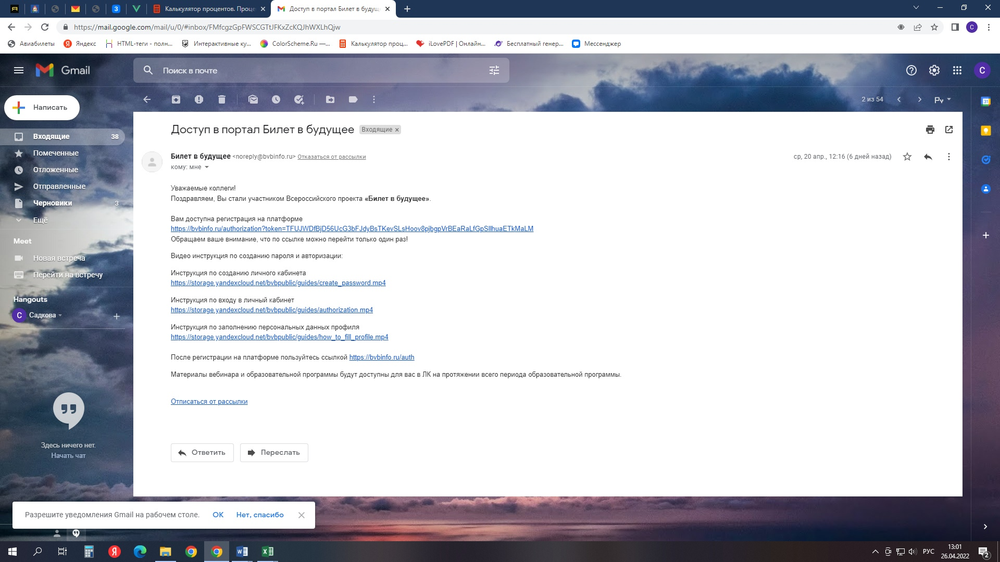 Калькулятор процентов. Проце
Доступ в портал Билет в будущ
https://mail.google.com/mail/u/0/#inbox/FMfcgzGpFWSCGTtJFKxZcKQJhWXLhQjw
С
Авиабилеты
Яндекс
HTML-теги - полн...
Интерактивные ку...
ColorScheme.Ru —...
Калькулятор проц...
iLovePDF | Онлайн...
Бесплатный генер...
Мессенджер
Gmail
Поиск в почте
С
Написать
2 из 54
Входящие 38
Помеченные
Отложенные
Отправленные
Черновики 3
Ещё
Meet
Новая встреча
Перейти на встречу
Hangouts
С Садкова
Здесь ничего нет.
Начать чат
Доступ в портал Билет в будущее Входящие
Билет в будущее <noreply@bvbinfo.ru> Отказаться от рассылки
ср, 20 апр., 12:16 (6 дней назад)
кому: мне
Уважаемые коллеги!
Поздравляем, Вы стали участником Всероссийского проекта «Билет в будущее».
Вам доступна регистрация на платформе
https://bvbinfo.ru/authorization?token=TFUJWDfBjD56UcG3bFJdyBsTKevSLsHoov8pjbgpVrBEaRaLfGpSIlhuaETkMaLM
Обращаем ваше внимание, что по ссылке можно перейти только один раз!
Видео инструкция по созданию пароля и авторизации:
Инструкция по созданию личного кабинета
https://storage.yandexcloud.net/bvbpublic/guides/create_password.mp4
Инструкция по входу в личный кабинет
https://storage.yandexcloud.net/bvbpublic/guides/authorization.mp4
Инструкция по заполнению персональных данных профиля
https://storage.yandexcloud.net/bvbpublic/guides/how_to_fill_profile.mp4
После регистрации на платформе пользуйтесь ссылкой https://bvbinfo.ru/auth
Материалы вебинара и образовательной программы будут доступны для вас в ЛК на протяжении всего периода образовательной программы.
Отписаться от рассылки
Ответить
Переслать
Разрешите уведомления Gmail на рабочем столе. ОК Нет, спасибо
РУС
13:01
26.04.2022
2